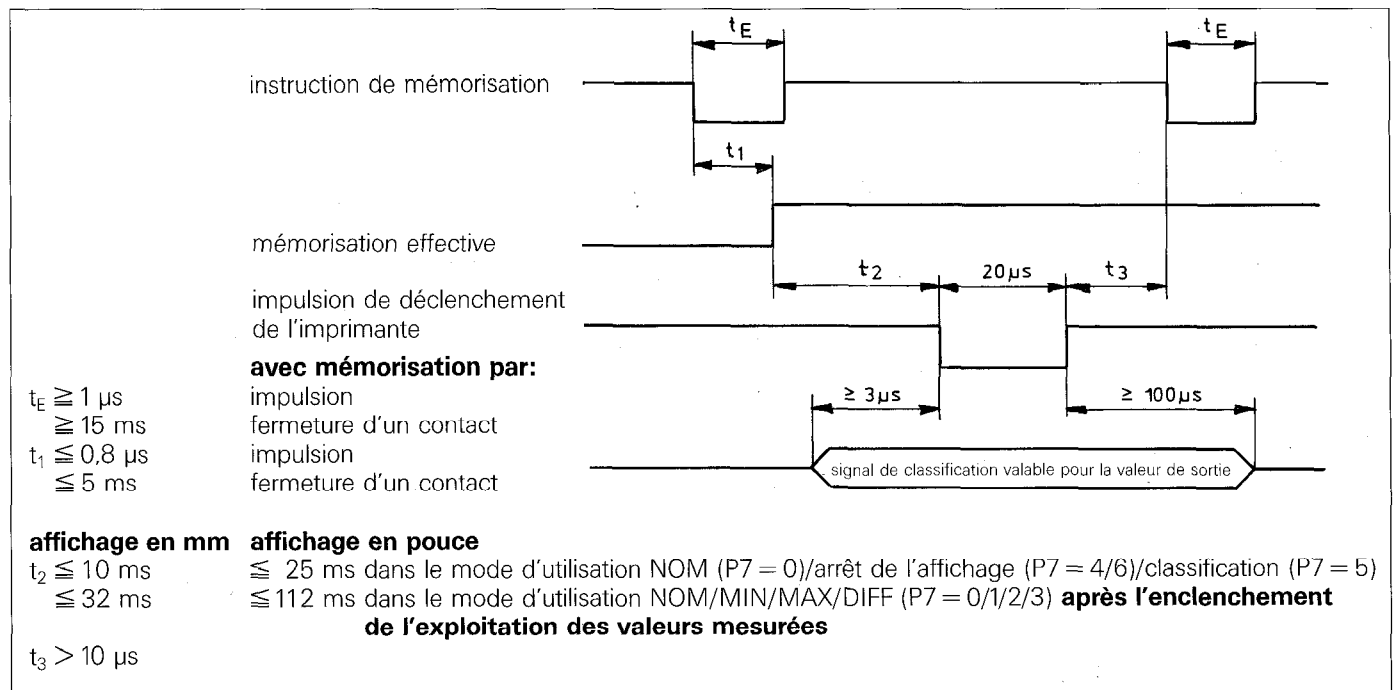 t_E t_E
instruction de mémorisation
t₁
mémorisation effective
t₂ 20µs t₃
impulsion de déclenchement
de l'imprimante
avec mémorisation par:
≥ 3µs ≥ 100µs
t_E ≧ 1 µs impulsion
≧ 15 ms fermeture d'un contact
t₁ ≦ 0,8 µs impulsion
signal de classification valable pour la valeur de sortie
≦ 5 ms fermeture d'un contact
affichage en mm affichage en pouce
t₂ ≦ 10 ms ≦ 25 ms dans le mode d'utilisation NOM (P7 = 0)/arrêt de l'affichage (P7 = 4/6)/classification (P7 = 5)
≦ 32 ms ≦ 112 ms dans le mode d'utilisation NOM/MIN/MAX/DIFF (P7 = 0/1/2/3) après l'enclenchement
de l'exploitation des valeurs mesurées
t₃ > 10 µs